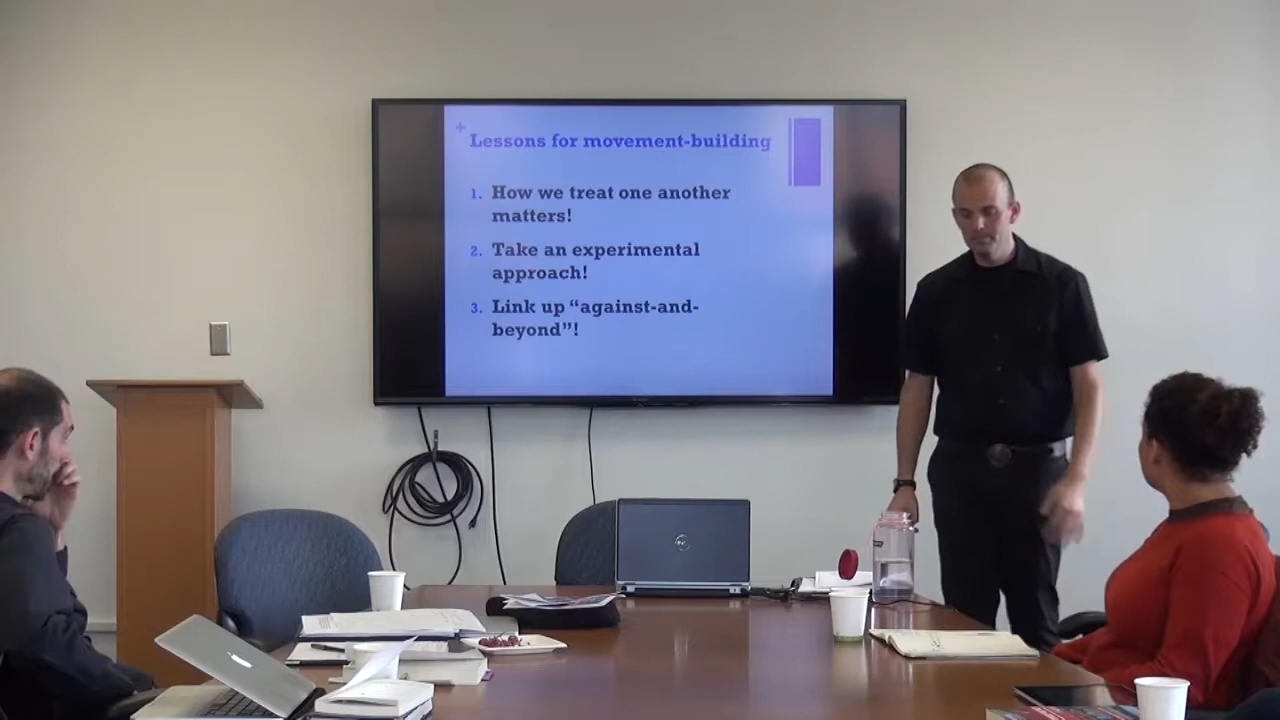 +
Lessons for movement-building
1. How we treat one another
matters!
2. Take an experimental
approach!
3. Link up “against-and-
beyond”!